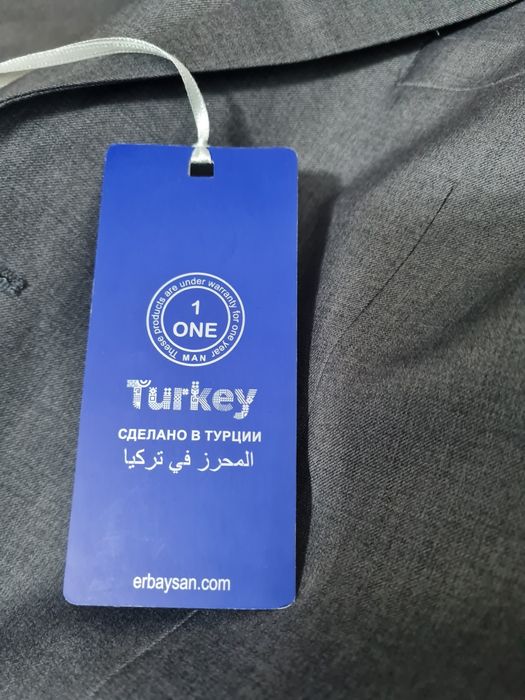 These products are under warranty for one year
1
ONE
MAN
Turkey
СДЕЛАНО В ТУРЦИИ
المحرز في تركيا
erbaysan.com